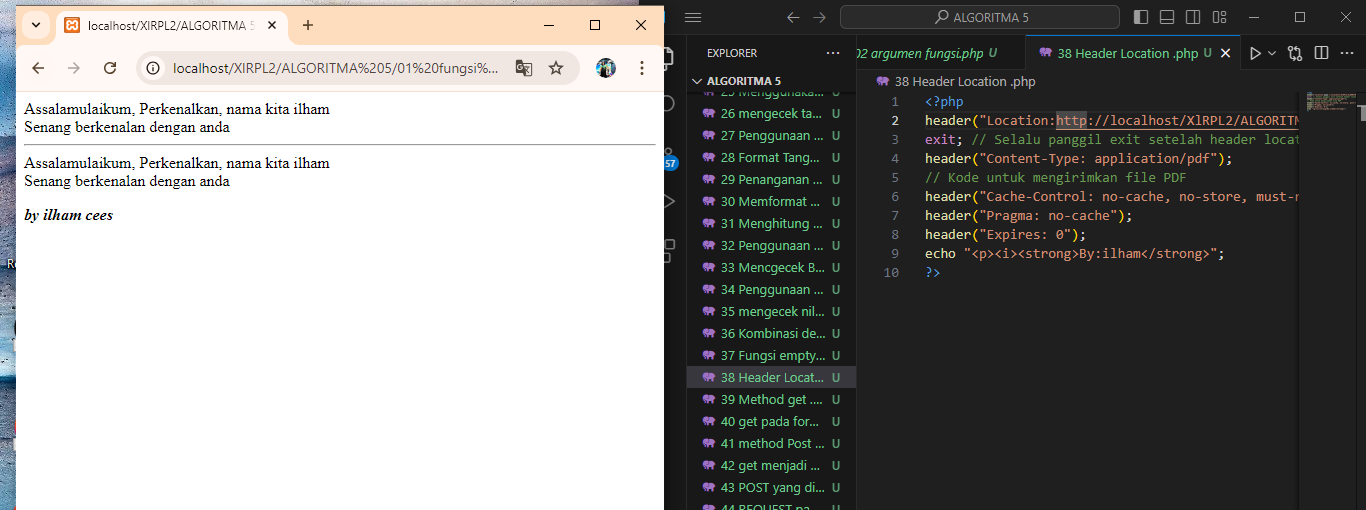 localhost/XIRPL2/ALGORITMA 5
localhost/XIRPL2/ALGORITMA%205/01%20fungsi%...
Assalamulaikum, Perkenalkan, nama kita ilham
Senang berkenalan dengan anda
Assalamulaikum, Perkenalkan, nama kita ilham
Senang berkenalan dengan anda
by ilham cees
ALGORITMA 5
57
EXPLORER
ALGORITMA 5
26 mengecek ta... U
27 Penggunaan ... U
28 Format Tang... U
29 Penanganan ... U
30 Memformat ... U
31 Menghitung ... U
32 Penggunaan ... U
33 Mencgecek B... U
34 Penggunaan ... U
35 mengecek nil... U
36 Kombinasi de... U
37 Fungsi empty... U
38 Header Locat... U
39 Method get .... U
40 get pada for... U
41 method Post ... U
42 get menjadi ... U
43 POST yang di... U
02 argumen fungsi.php U
38 Header Location .php U
38 Header Location .php
1 <?php
2 header("Location:http://localhost/XlRPL2/ALGORITM
3 exit; // Selalu panggil exit setelah header locat
4 header("Content-Type: application/pdf");
5 // Kode untuk mengirimkan file PDF
6 header("Cache-Control: no-cache, no-store, must-r
7 header("Pragma: no-cache");
8 header("Expires: 0");
9 echo "<p><i><strong>By:ilham</strong>";
10 ?>